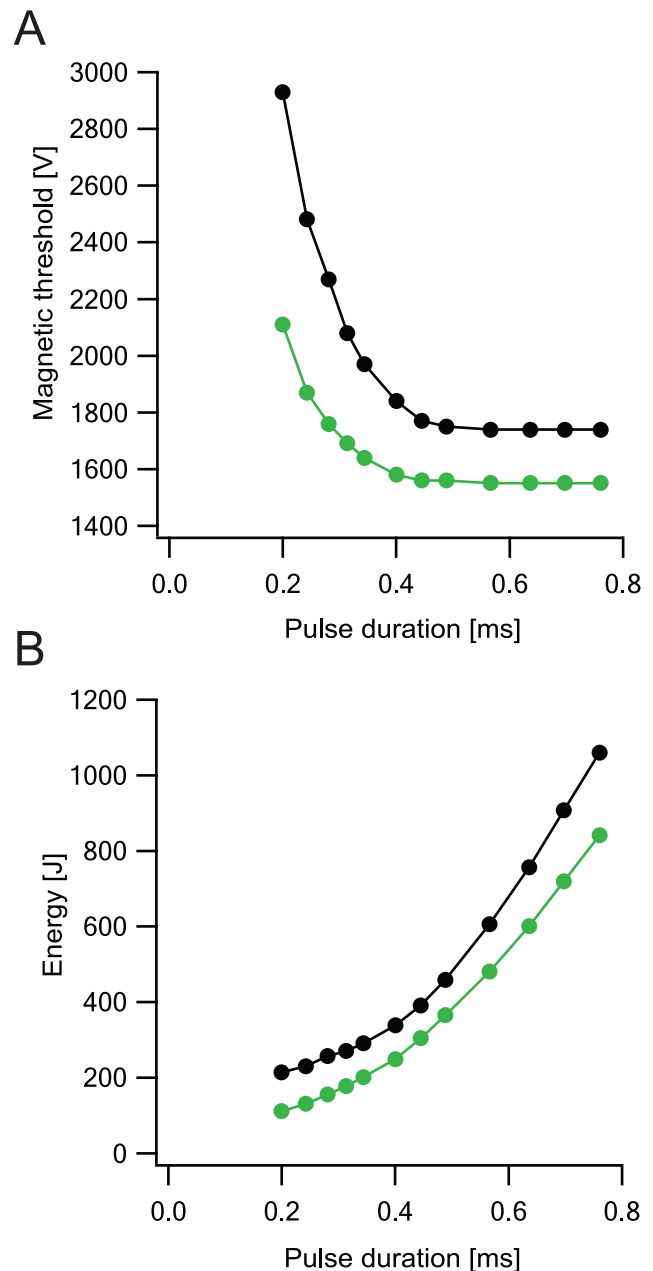 A
3000
2800
2600
2400
2200
2000
1800
1600
1400
Magnetic threshold [V]
0.0 0.2 0.4 0.6 0.8
Pulse duration [ms]
B
1200
1000
800
600
400
200
0
Energy [J]
0.0 0.2 0.4 0.6 0.8
Pulse duration [ms]